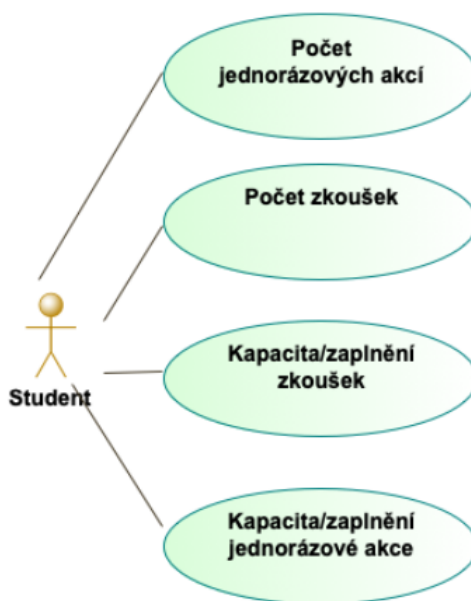 Počet
jednorázových akcí
Počet zkoušek
Kapacita/zaplnění
zkoušek
Student
Kapacita/zaplnění
jednorázové akce